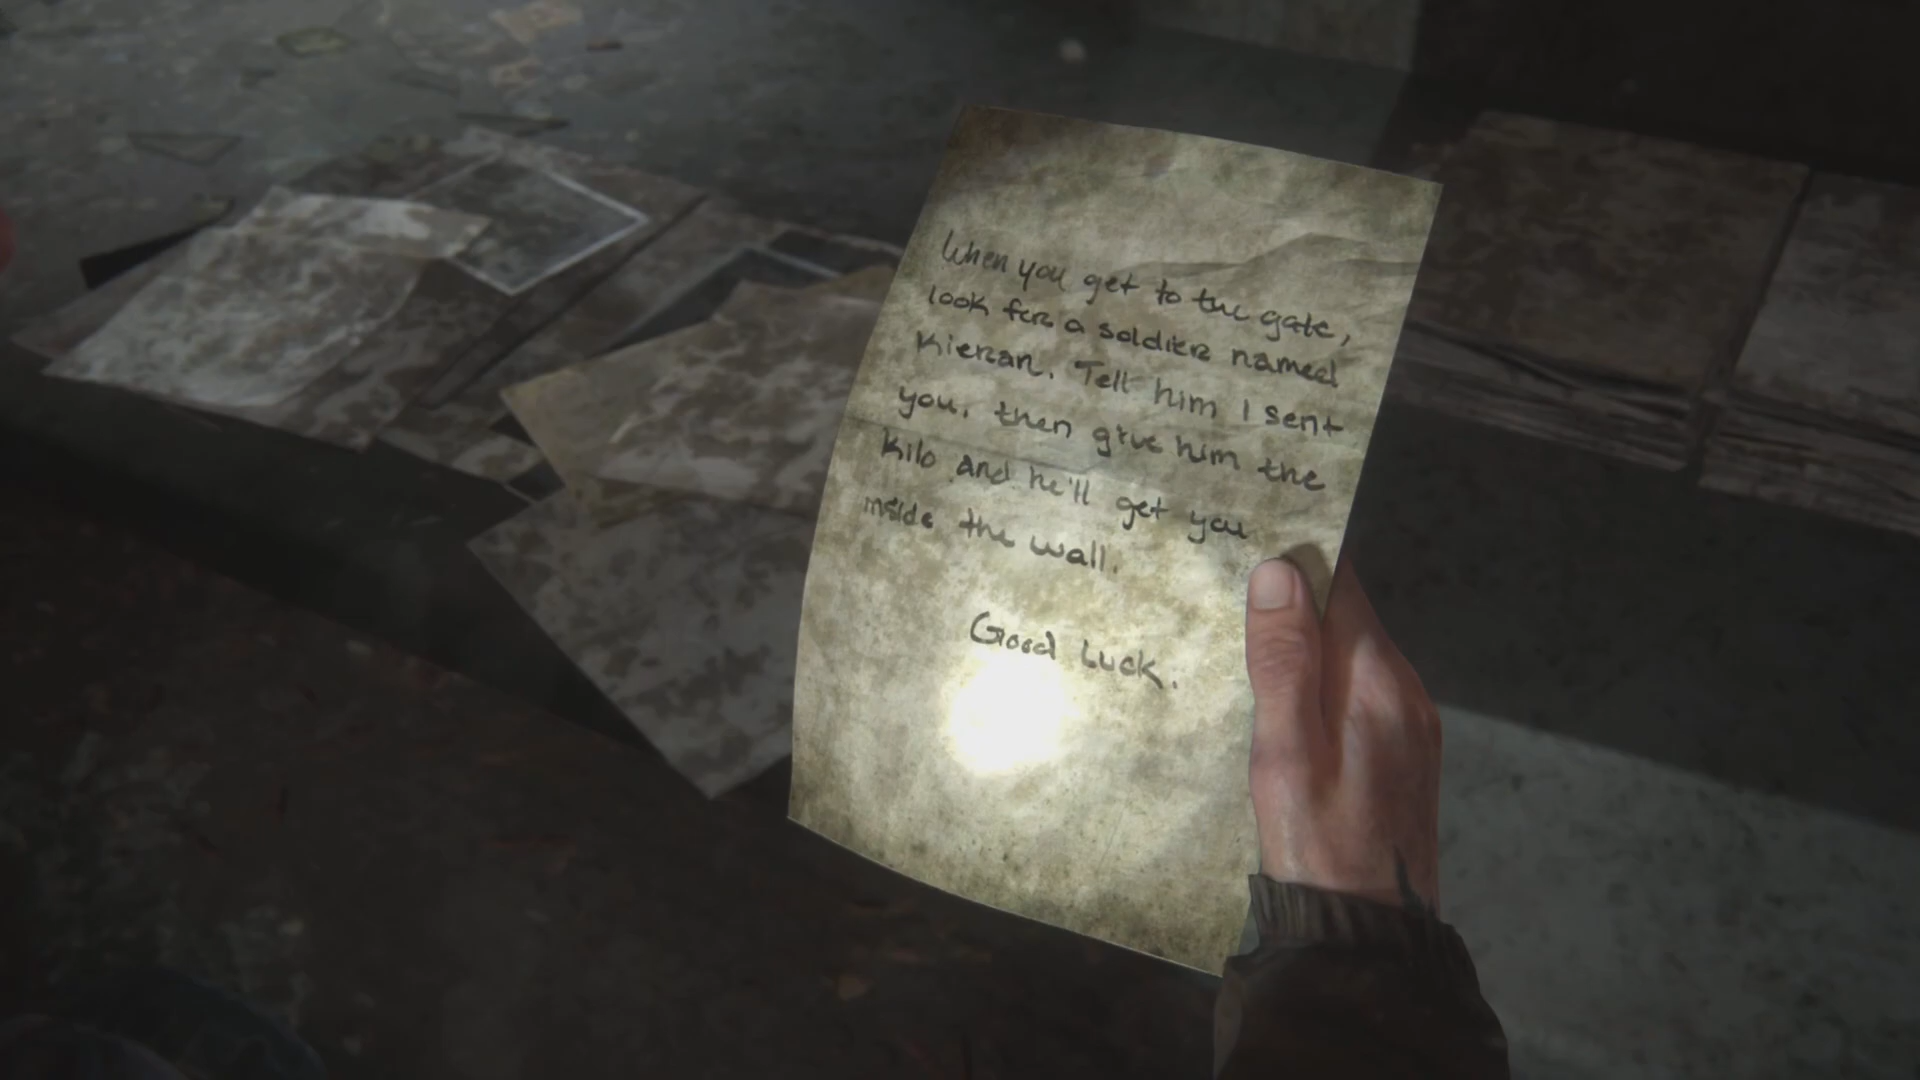 When you get to the gate,
look for a soldier named
Kieran. Tell him I sent
you, then give him the
Kilo and he'll get you
inside the wall.
Good Luck.